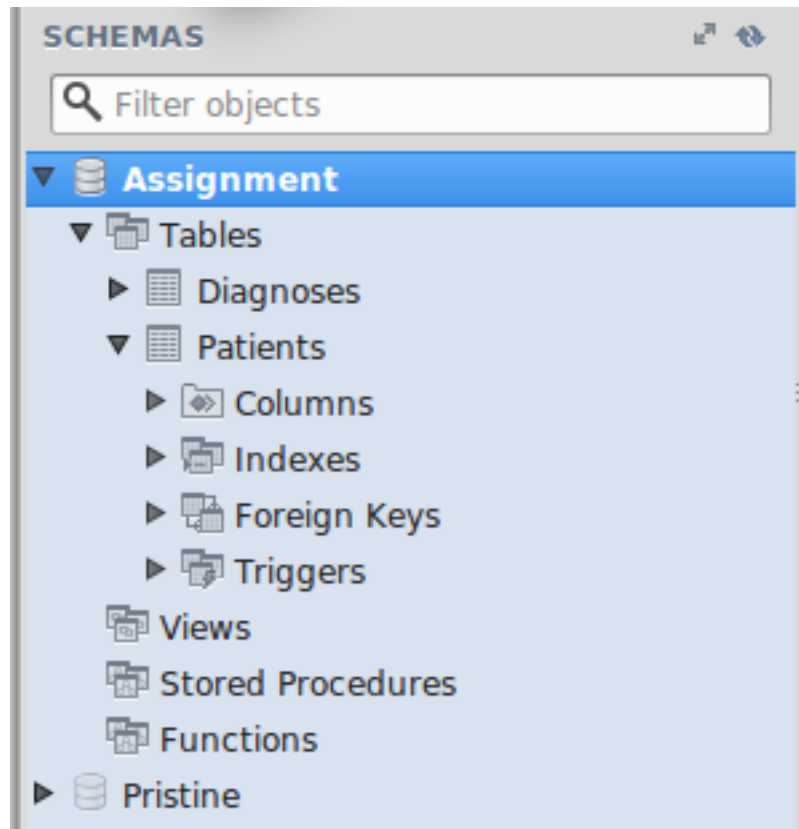 SCHEMAS
Filter objects
Assignment
Tables
Diagnoses
Patients
Columns
Indexes
Foreign Keys
Triggers
Views
Stored Procedures
Functions
Pristine